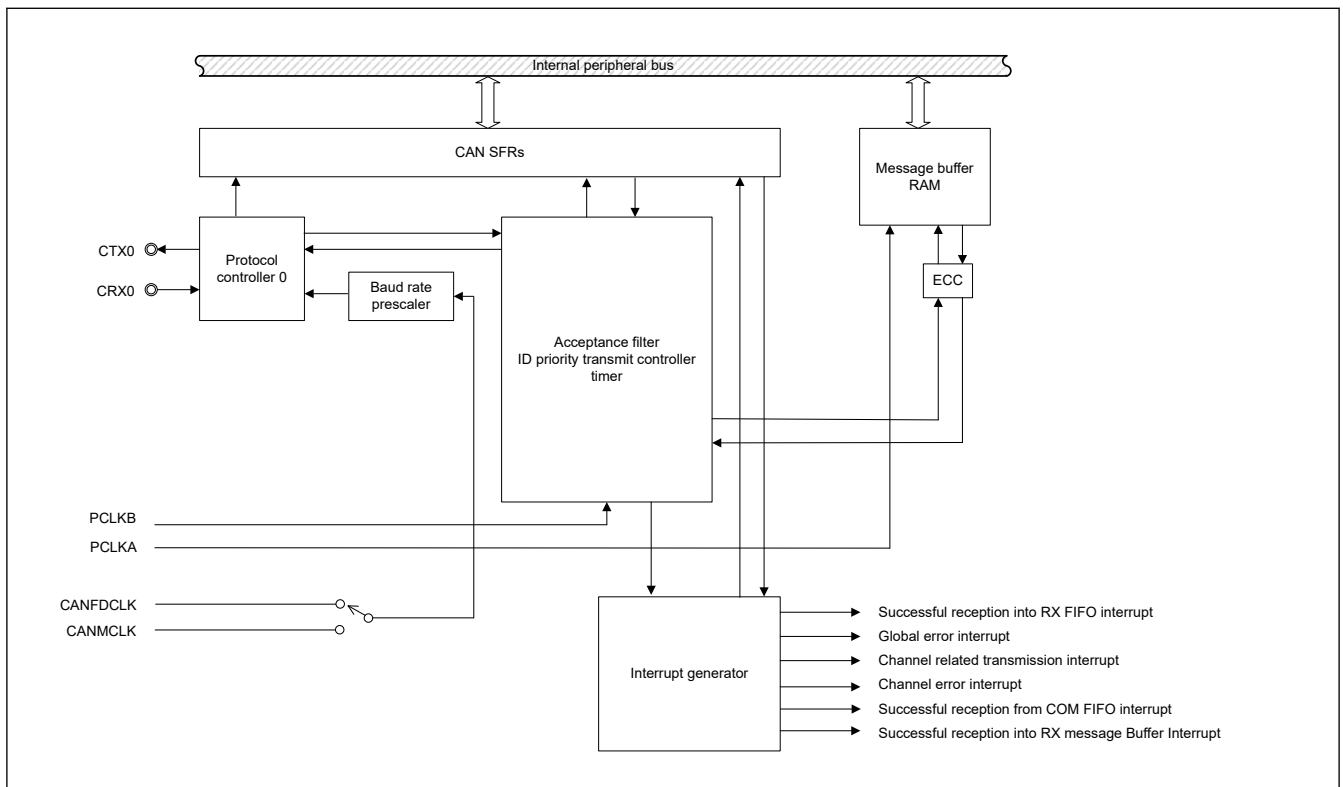 Internal peripheral bus
CAN SFRs
Message buffer
RAM
CTX0
CRX0
Protocol
controller 0
Baud rate
prescaler
ECC
Acceptance filter
ID priority transmit controller
timer
PCLKB
PCLKA
CANFDCLK
CANMCLK
Interrupt generator
Successful reception into RX FIFO interrupt
Global error interrupt
Channel related transmission interrupt
Channel error interrupt
Successful reception from COM FIFO interrupt
Successful reception into RX message Buffer Interrupt